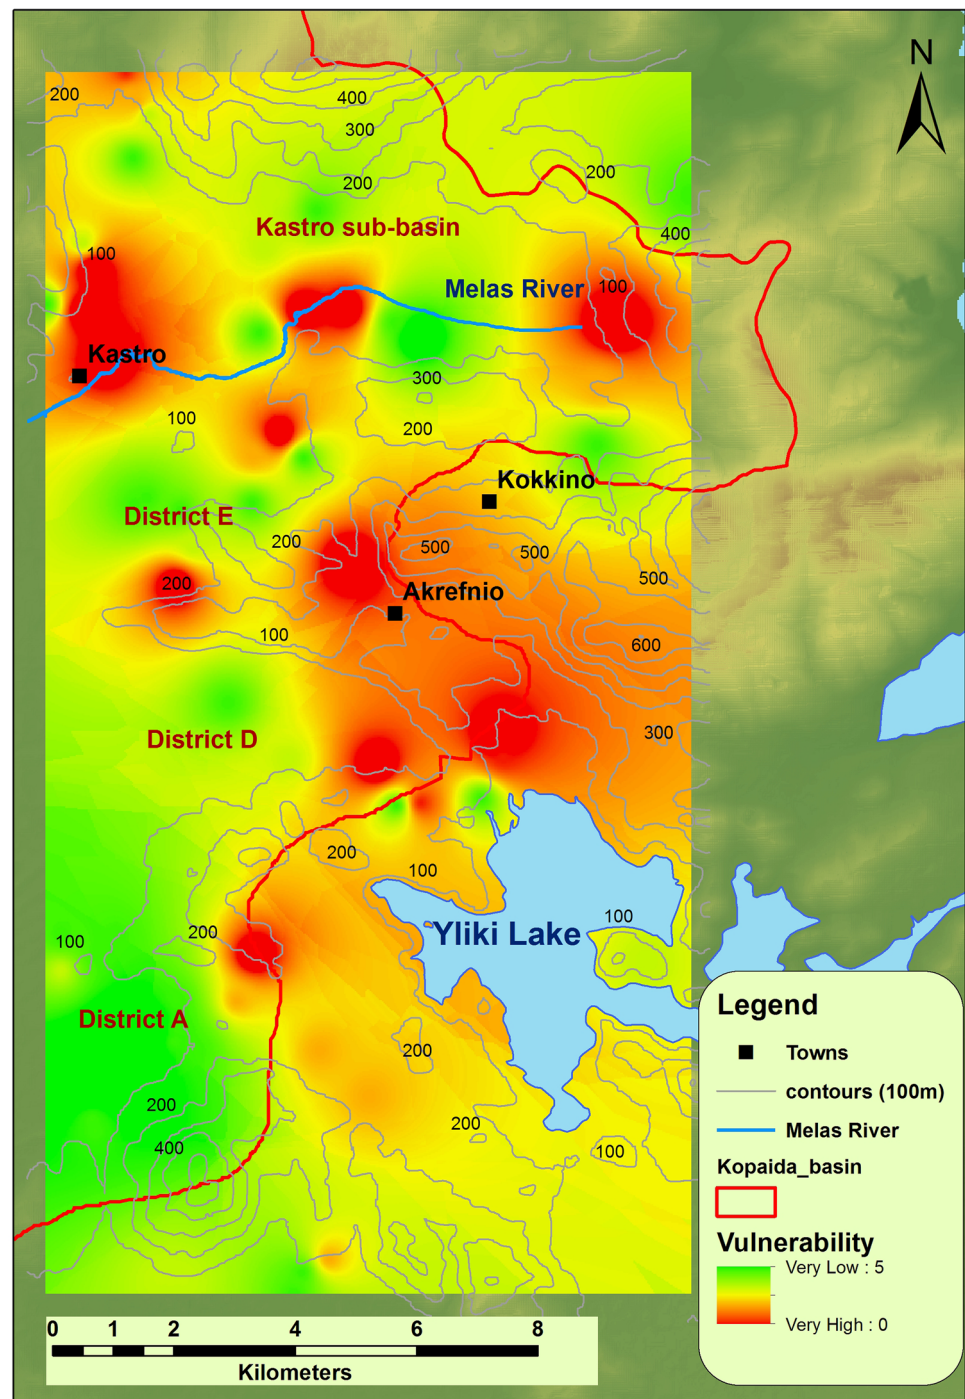 N
200
400
300
200
200
Kastro sub-basin
400
100
Melas River
100
Kastro
300
100
200
Kokkino
District E
200
500
500
200
500
Akrefnio
100
600
District D
300
200
100
100
200
Yliki Lake
100
District A
200
200
200
400
100
Legend
Towns
contours (100m)
Melas River
Kopaida_basin
Vulnerability
Very Low : 5
Very High : 0
0 1 2 4 6 8
Kilometers